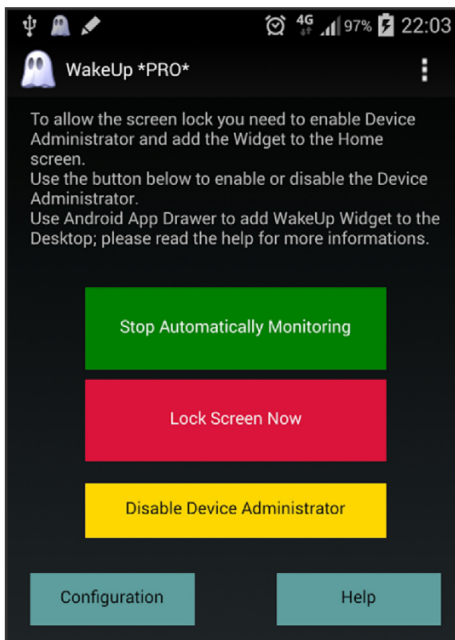 4G 97% 22:03
WakeUp *PRO*
To allow the screen lock you need to enable Device
Administrator and add the Widget to the Home
screen.
Use the button below to enable or disable the Device
Administrator.
Use Android App Drawer to add WakeUp Widget to the
Desktop; please read the help for more informations.
Stop Automatically Monitoring
Lock Screen Now
Disable Device Administrator
Configuration Help